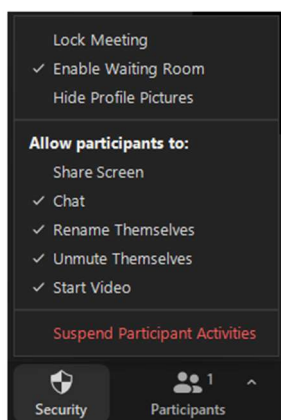 Lock Meeting
✓ Enable Waiting Room
Hide Profile Pictures
Allow participants to:
Share Screen
✓ Chat
✓ Rename Themselves
✓ Unmute Themselves
✓ Start Video
Suspend Participant Activities
1
Security Participants